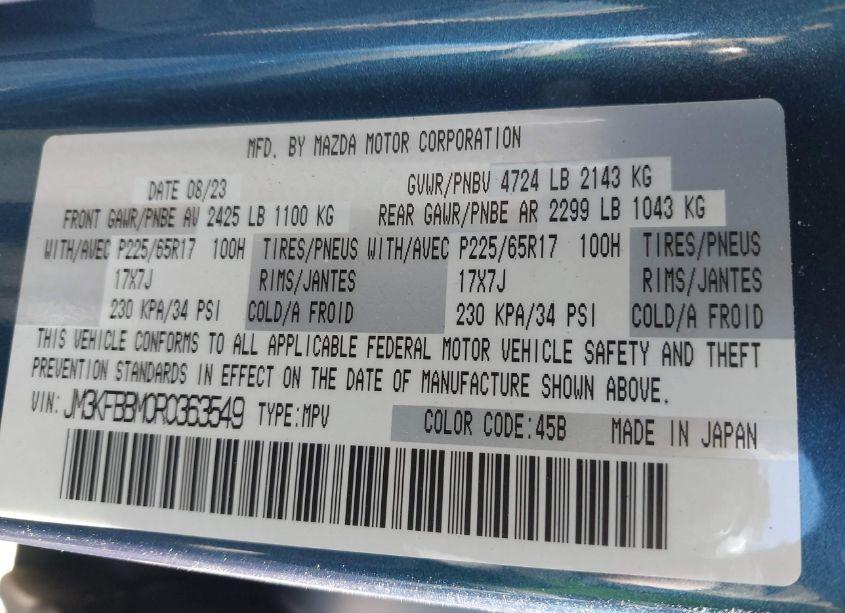 MFD. BY MAZDA MOTOR CORPORATION
DATE 08/23 GVWR/PNBV 4724 LB 2143 KG
FRONT GAWR/PNBE AV 2425 LB 1100 KG REAR GAWR/PNBE AR 2299 LB 1043 KG
WITH/AVEC P225/65R17 100H TIRES/PNEUS WITH/AVEC P225/65R17 100H TIRES/PNEUS
17X7J RIMS/JANTES 17X7J RIMS/JANTES
230 KPA/34 PSI COLD/A FROID 230 KPA/34 PSI COLD/A FROID
THIS VEHICLE CONFORMS TO ALL APPLICABLE FEDERAL MOTOR VEHICLE SAFETY AND THEFT
PREVENTION STANDARDS IN EFFECT ON THE DATE OF MANUFACTURE SHOWN ABOVE.
VIN: JM3KFBBM0R0363549 TYPE:MPV COLOR CODE:45B MADE IN JAPAN